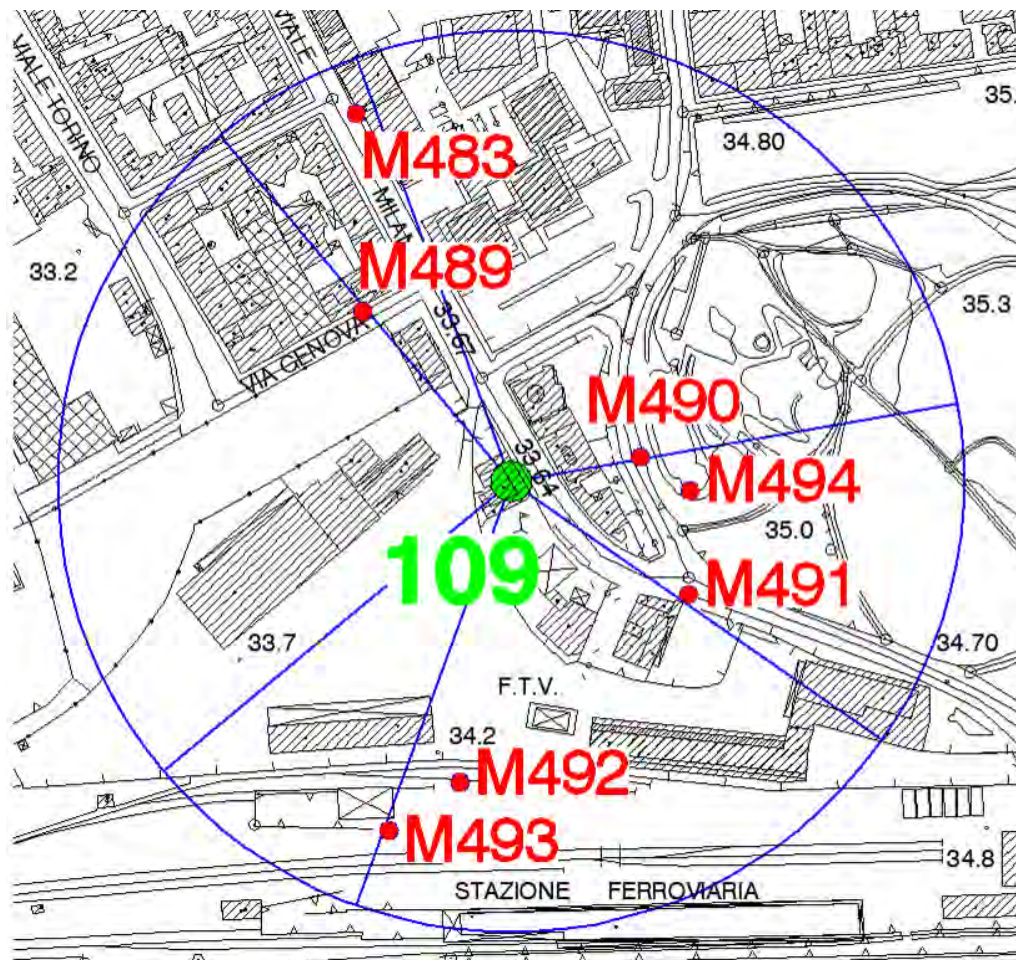 VIALE TORINO
VIALE
MILAN
35.
34.80
M483
33.2
M489
35.3
33.67
VIA GENOVA
M490
33.64
M494
35.0
109
M491
33.7
34.70
F.T.V.
34.2
M492
M493
34.8
STAZIONE FERROVIARIA